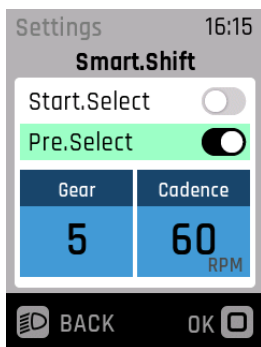 Settings 16:15
Smart.Shift
Start.Select
Pre.Select
Gear Cadence
5 60
RPM
BACK OK